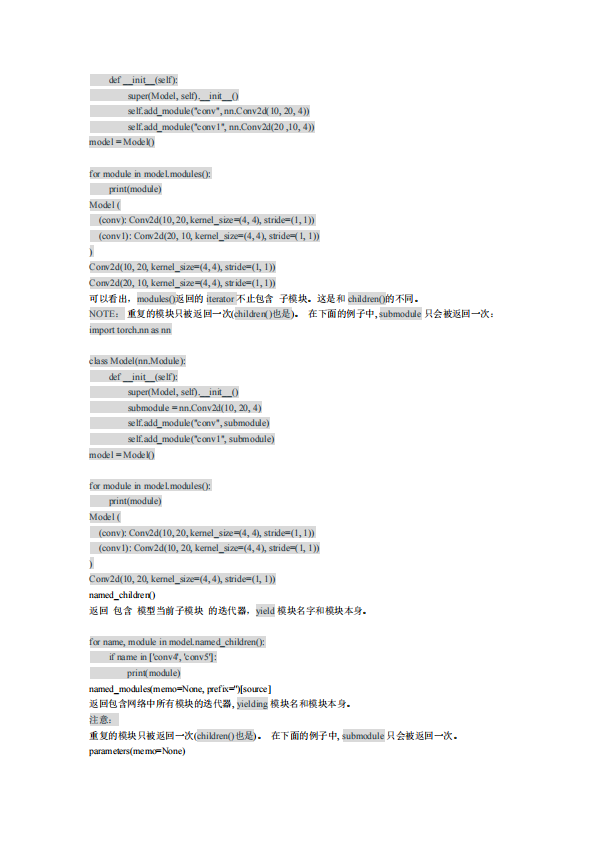 def __init__(self):
super(Model, self).__init__()
self.add_module("conv", nn.Conv2d(10, 20, 4))
self.add_module("conv1", nn.Conv2d(20 ,10, 4))
model = Model()
for module in model.modules():
print(module)
Model (
(conv): Conv2d(10, 20, kernel_size=(4, 4), stride=(1, 1))
(conv1): Conv2d(20, 10, kernel_size=(4, 4), stride=(1, 1))
)
Conv2d(10, 20, kernel_size=(4, 4), stride=(1, 1))
Conv2d(20, 10, kernel_size=(4, 4), stride=(1, 1))
可以看出，modules()返回的 iterator 不止包含 子模块。这是和 children()的不同。
NOTE： 重复的模块只被返回一次(children()也是)。 在下面的例子中, submodule 只会被返回一次：
import torch.nn as nn
class Model(nn.Module):
def __init__(self):
super(Model, self).__init__()
submodule = nn.Conv2d(10, 20, 4)
self.add_module("conv", submodule)
self.add_module("conv1", submodule)
model = Model()
for module in model.modules():
print(module)
Model (
(conv): Conv2d(10, 20, kernel_size=(4, 4), stride=(1, 1))
(conv1): Conv2d(10, 20, kernel_size=(4, 4), stride=(1, 1))
)
Conv2d(10, 20, kernel_size=(4, 4), stride=(1, 1))
named_children()
返回 包含 模型当前子模块 的迭代器，yield 模块名字和模块本身。
for name, module in model.named_children():
if name in ['conv4', 'conv5']:
print(module)
named_modules(memo=None, prefix='')[source]
返回包含网络中所有模块的迭代器, yielding 模块名和模块本身。
注意：
重复的模块只被返回一次(children()也是)。 在下面的例子中, submodule 只会被返回一次。
parameters(memo=None)